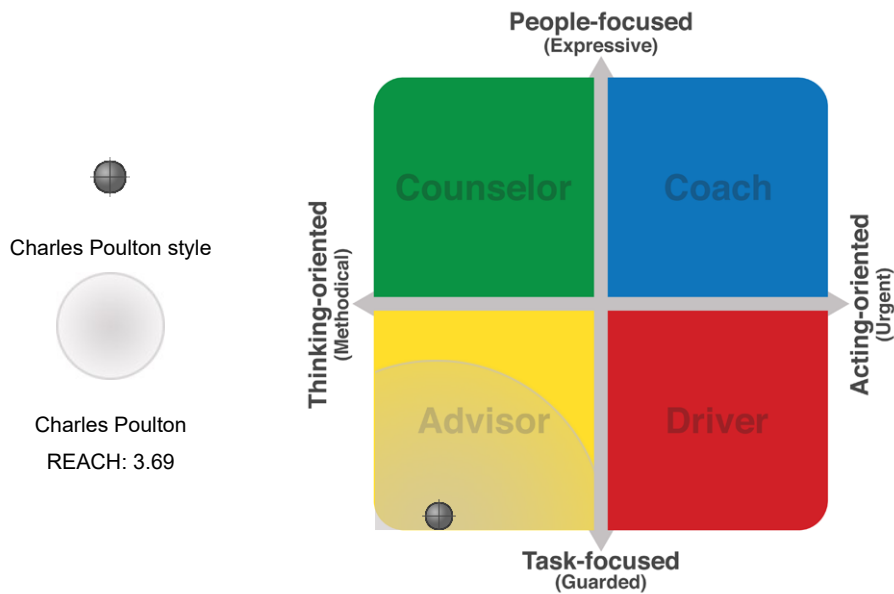 People-focused
(Expressive)
Counselor
Coach
Charles Poulton style
Thinking-oriented
(Methodical)
Acting-oriented
(Urgent)
Charles Poulton
REACH: 3.69
Advisor
Driver
Task-focused
(Guarded)